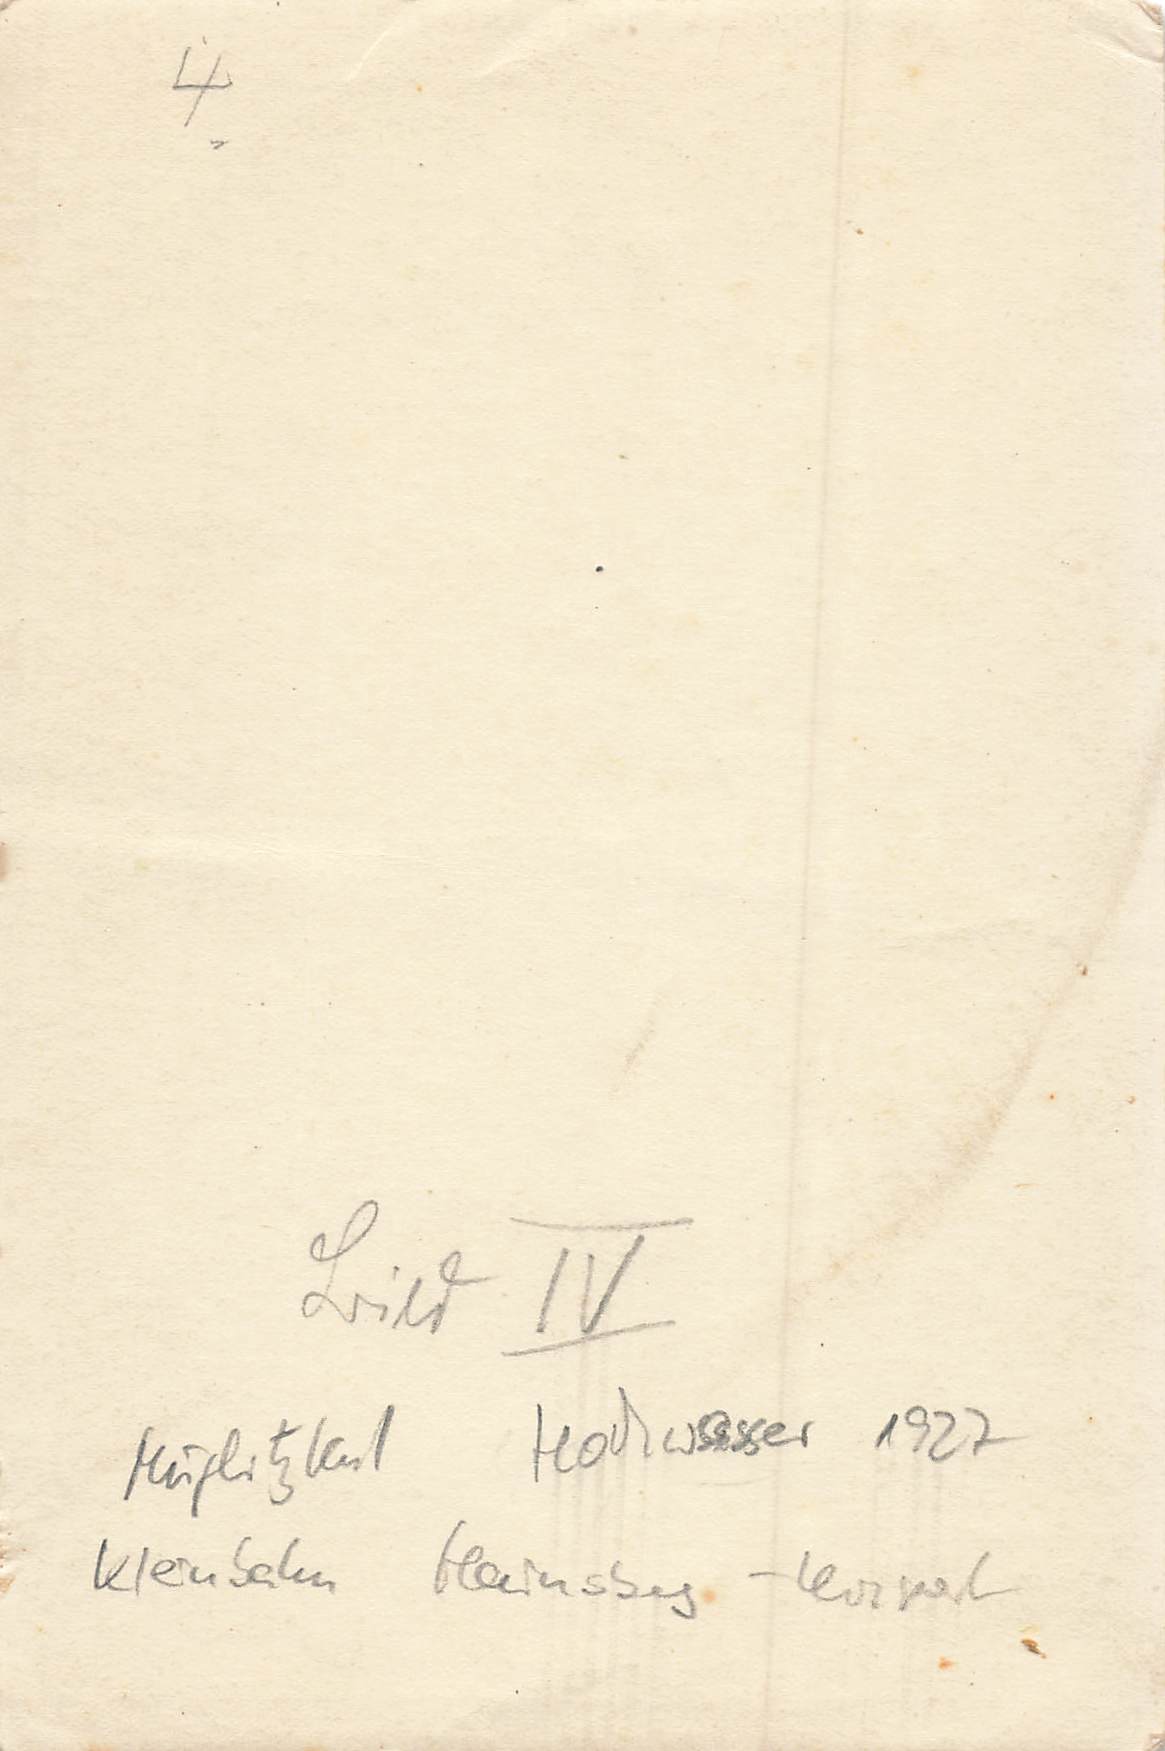 4
Bild IV
Müglitztal Hochwasser 1927
Kleinbahn Hainsberg -